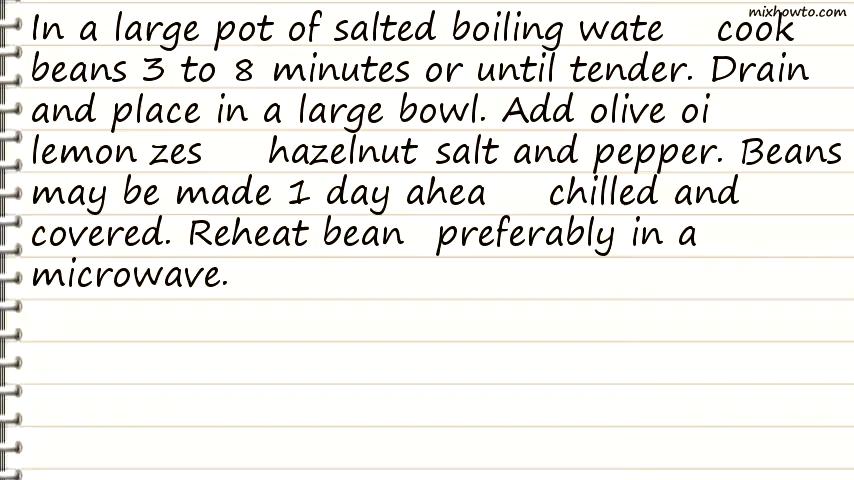 mixhowto.com
In a large pot of salted boiling wate cook
beans 3 to 8 minutes or until tender. Drain
and place in a large bowl. Add olive oi
lemon zes hazelnut salt and pepper. Beans
may be made 1 day ahea chilled and
covered. Reheat bean preferably in a
microwave.